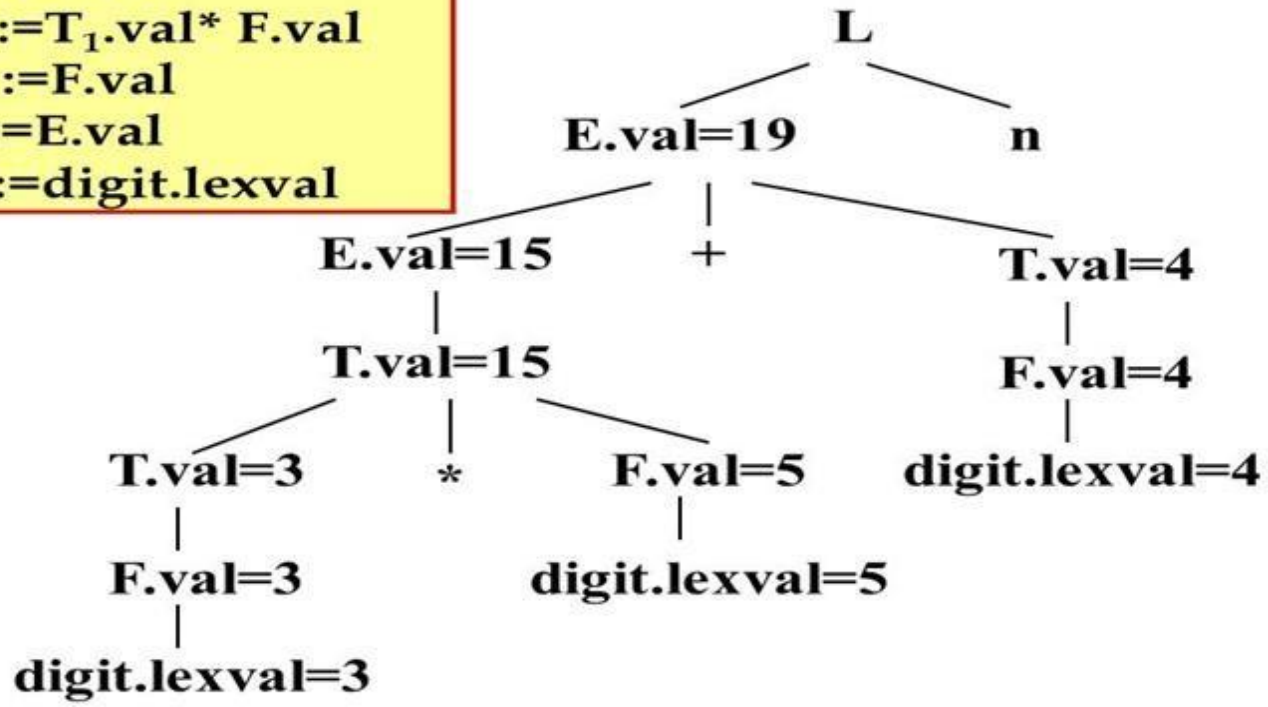 :=T₁.val* F.val
:=F.val
=E.val
:=digit.lexval
L
E.val=19 n
E.val=15 + T.val=4
T.val=15 F.val=4
T.val=3 * F.val=5 digit.lexval=4
F.val=3 digit.lexval=5
digit.lexval=3